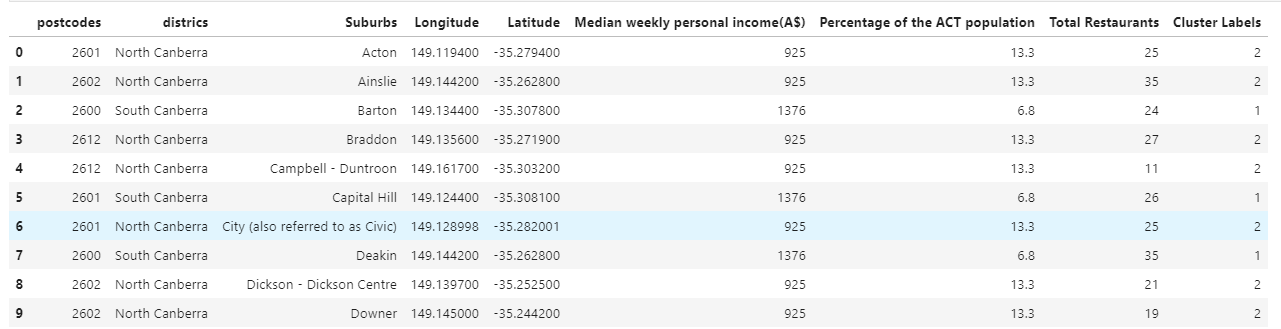 postcodes districs Suburbs Longitude Latitude Median weekly personal income(A$) Percentage of the ACT population Total Restaurants Cluster Labels
0 2601 North Canberra Acton 149.119400 -35.279400 925 13.3 25 2
1 2602 North Canberra Ainslie 149.144200 -35.262800 925 13.3 35 2
2 2600 South Canberra Barton 149.134400 -35.307800 1376 6.8 24 1
3 2612 North Canberra Braddon 149.135600 -35.271900 925 13.3 27 2
4 2612 North Canberra Campbell - Duntroon 149.161700 -35.303200 925 13.3 11 2
5 2601 South Canberra Capital Hill 149.124400 -35.308100 1376 6.8 26 1
6 2601 North Canberra City (also referred to as Civic) 149.128998 -35.282001 925 13.3 25 2
7 2600 South Canberra Deakin 149.144200 -35.262800 1376 6.8 35 1
8 2602 North Canberra Dickson - Dickson Centre 149.139700 -35.252500 925 13.3 21 2
9 2602 North Canberra Downer 149.145000 -35.244200 925 13.3 19 2